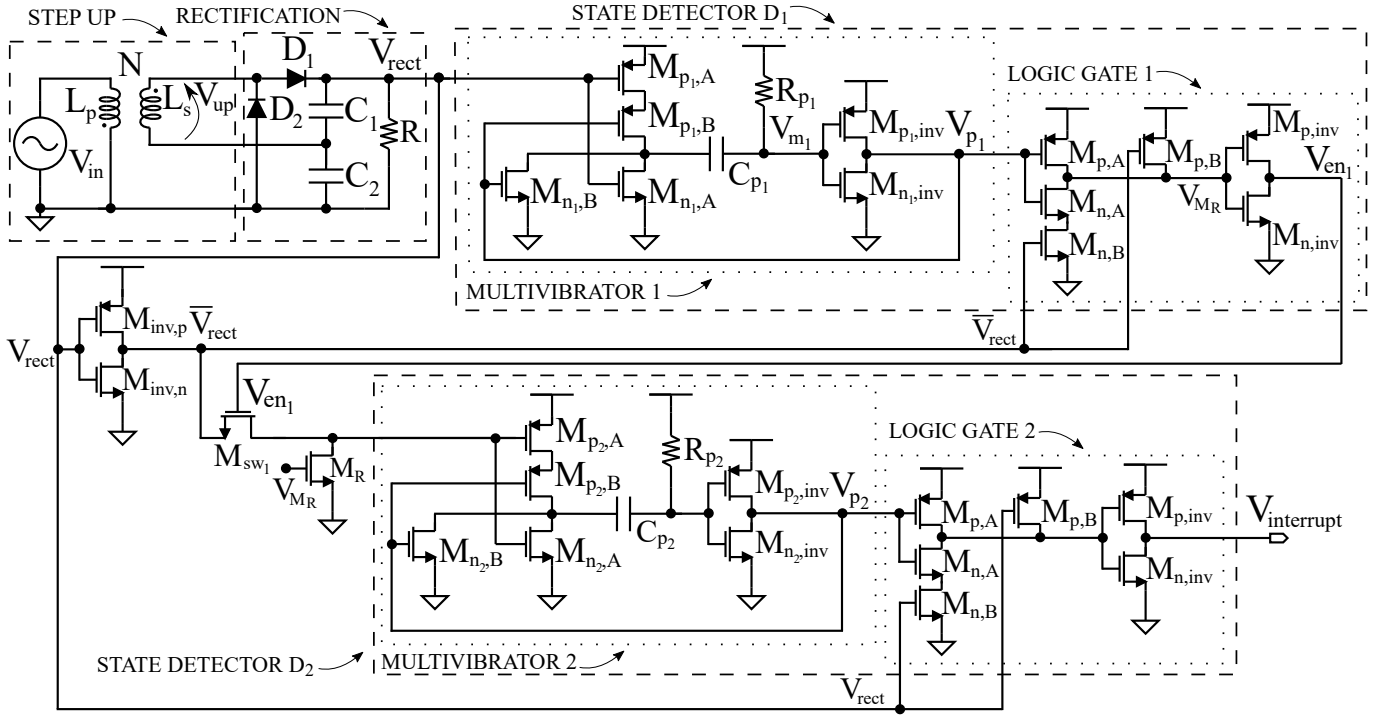 STEP UP
RECTIFICATION
STATE DETECTOR D1
N
D1
Vrect
Lp
Ls
Vup
D2
C1
R
Vin
C2
Mp1,A
Mp1,B
Rp1
Vm1
Cp1
Mn1,B
Mn1,A
Mp1,inv
Mn1,inv
Vp1
MULTIVIBRATOR 1
LOGIC GATE 1
Mp,A
Mp,B
Mp,inv
Ven1
VMR
Mn,A
Mn,B
Mn,inv
V̅rect
Vrect
Minv,p
V̅rect
Minv,n
Ven1
Msw1
MR
VMR
Mp2,A
Mp2,B
Rp2
Cp2
Mn2,B
Mn2,A
Mp2,inv
Mn2,inv
Vp2
LOGIC GATE 2
Mp,A
Mp,B
Mp,inv
Vinterrupt
Mn,A
Mn,B
Mn,inv
STATE DETECTOR D2
MULTIVIBRATOR 2
Vrect